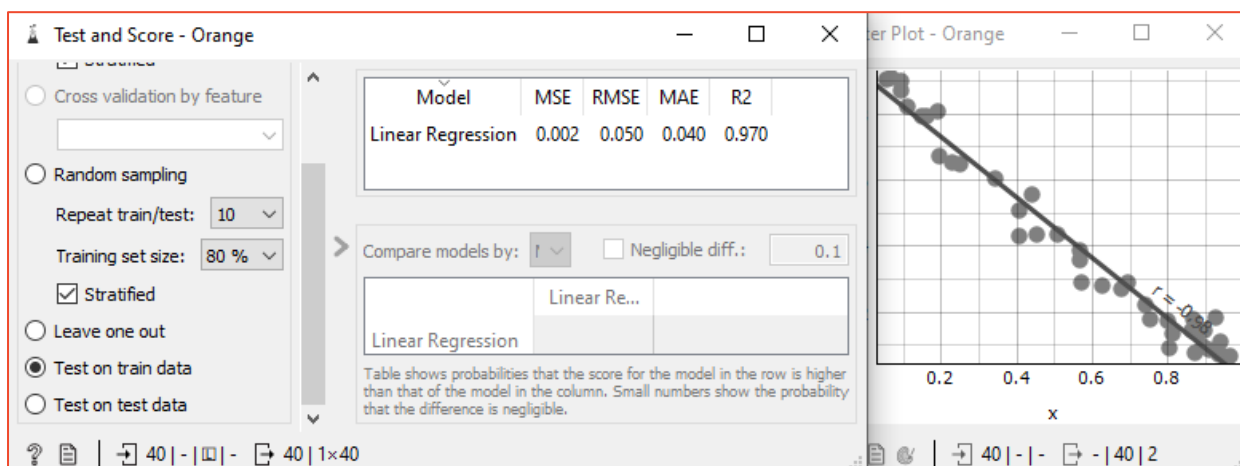 Test and Score - Orange
Stratified
Cross validation by feature
Random sampling
Repeat train/test: 10
Training set size: 80 %
Stratified
Leave one out
Test on train data
Test on test data
Model MSE RMSE MAE R2
Linear Regression 0.002 0.050 0.040 0.970
Compare models by:
Negligible diff.: 0.1
Linear Re...
Linear Regression
Table shows probabilities that the score for the model in the row is higher
than that of the model in the column. Small numbers show the probability
that the difference is negligible.
40 | - | - 40 | 1×40
ter Plot - Orange
r = -0.98
0.2 0.4 0.6 0.8
x
40 | - | - - | 40 | 2